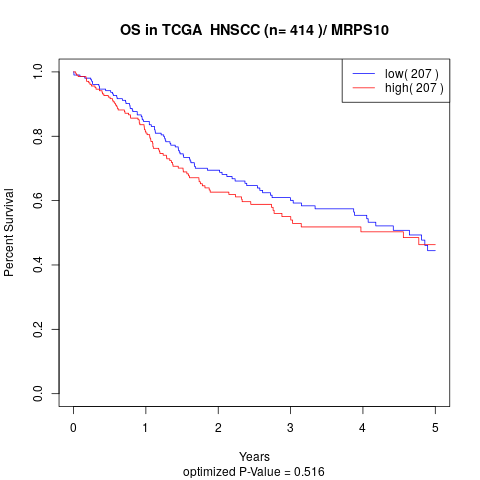 OS in TCGA  HNSCC (n= 414 )/ MRPS10
low( 207 )
high( 207 )
Percent Survival
1.0
0.8
0.6
0.4
0.2
0.0
0 1 2 3 4 5
Years
optimized P-Value = 0.516